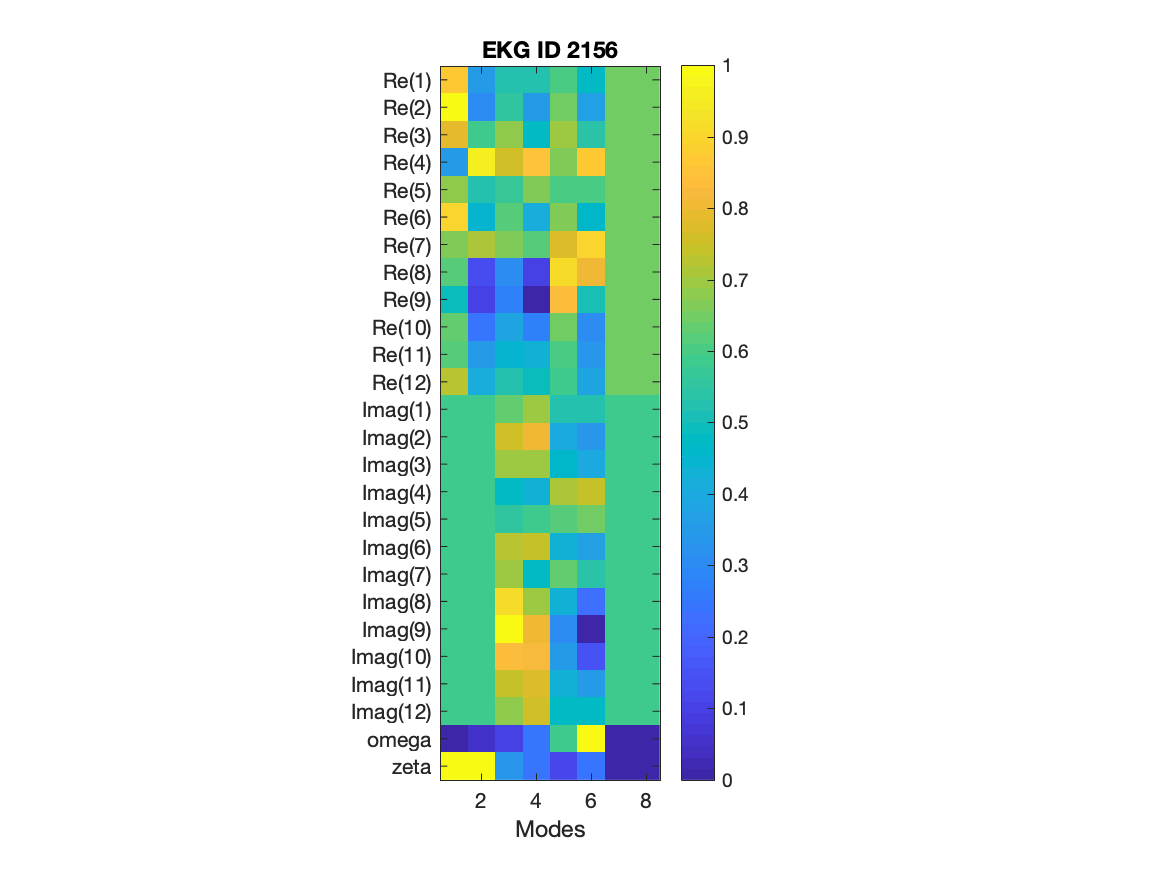 EKG ID 2156
Re(1)
Re(2)
Re(3)
Re(4)
Re(5)
Re(6)
Re(7)
Re(8)
Re(9)
Re(10)
Re(11)
Re(12)
Imag(1)
Imag(2)
Imag(3)
Imag(4)
Imag(5)
Imag(6)
Imag(7)
Imag(8)
Imag(9)
Imag(10)
Imag(11)
Imag(12)
omega
zeta
2 4 6 8
Modes
1
0.9
0.8
0.7
0.6
0.5
0.4
0.3
0.2
0.1
0